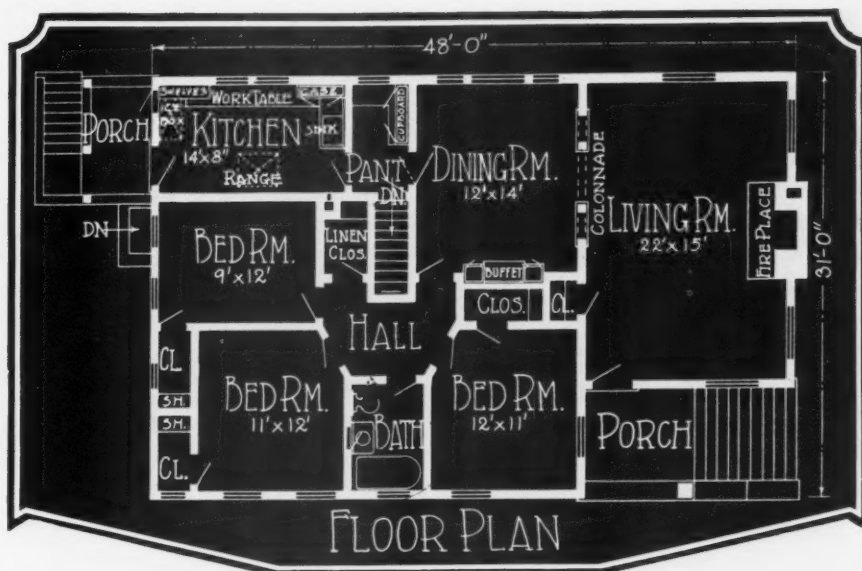 48'-0"
SHELVES
CASE
WORK TABLE
ICE
BOX
PORCH
KITCHEN
14'x8"
SINK
RANGE
CUPBOARD
PANT.
DN.
DINING RM.
12'x14'
COLONNADE
LIVING RM.
22'x15'
FIRE PLACE
31'-0"
DN
BED RM.
9'x12'
LINEN
CLOS.
BUFFET
CLOS.
CL.
HALL
CL.
SH.
SH.
CL.
BED RM.
11'x12'
BATH
BED RM.
12'x11'
PORCH
FLOOR PLAN